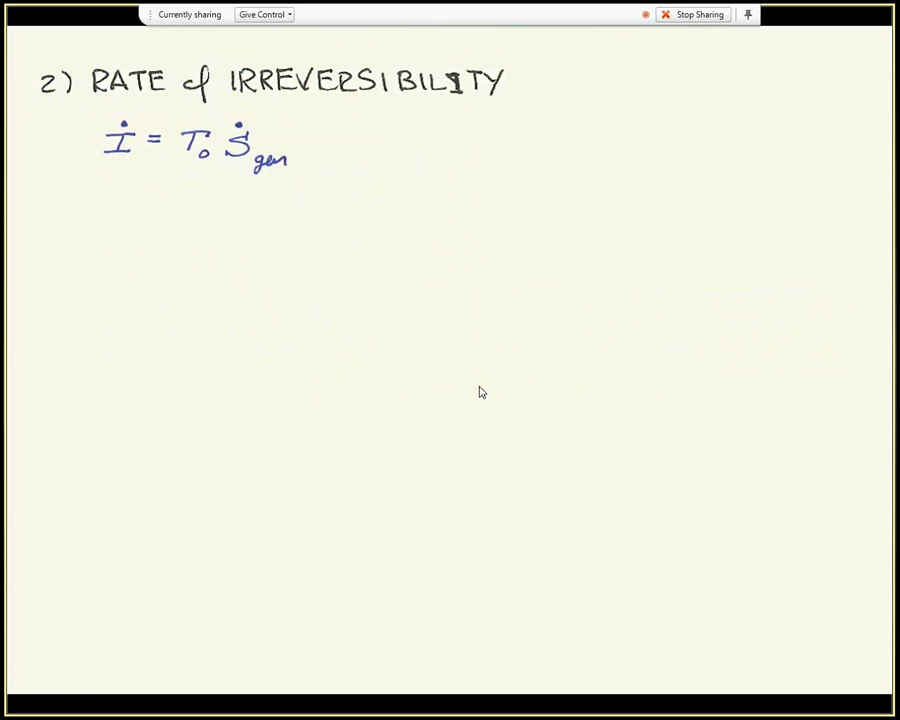 Currently sharing Give Control Stop Sharing
2) RATE of IRREVERSIBILITY
İ = T₀ Ṡgen